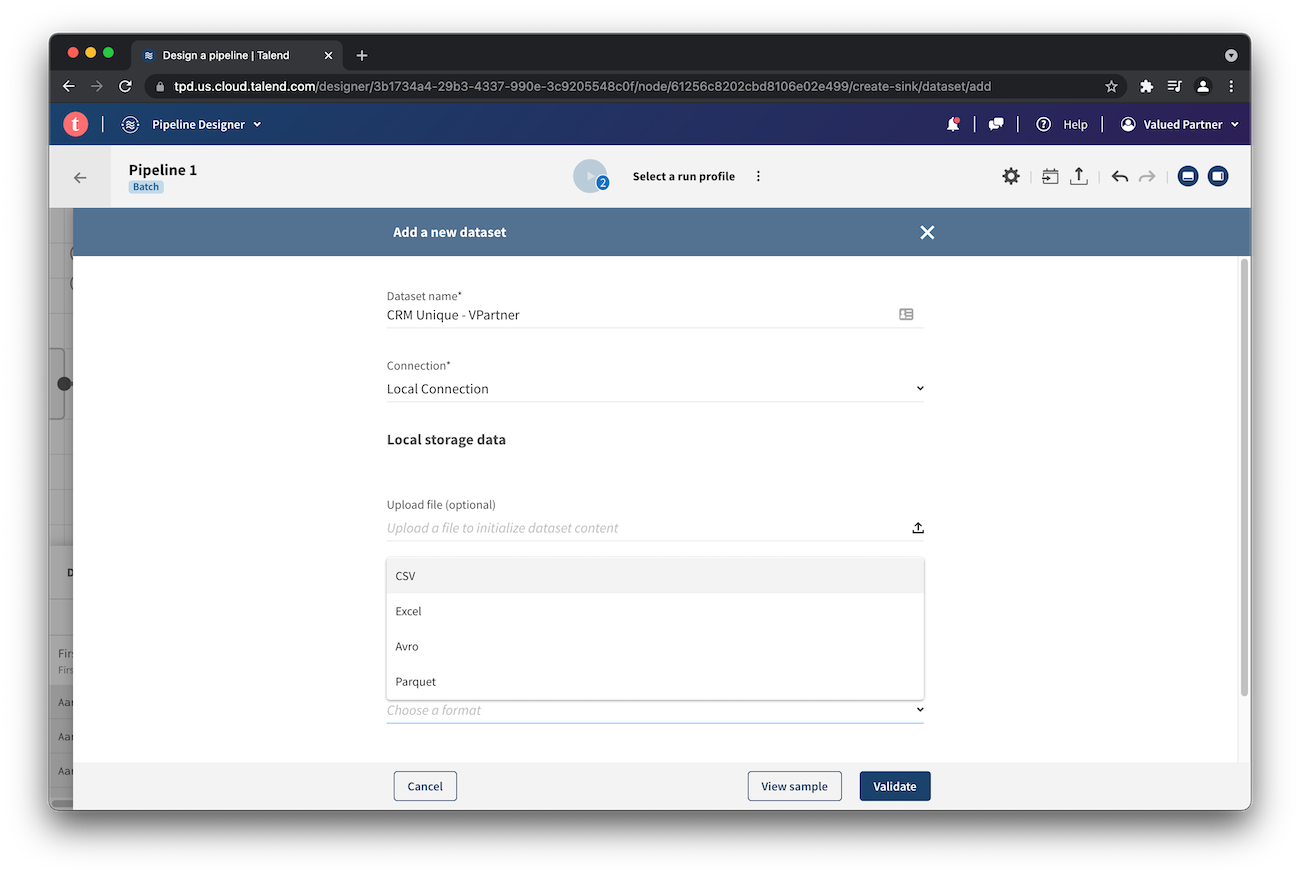 Design a pipeline | Talend
tpd.us.cloud.talend.com/designer/3b1734a4-29b3-4337-990e-3c9205548c0f/node/61256c8202cbd8106e02e499/create-sink/dataset/add
t
Pipeline Designer
Help
Valued Partner
Pipeline 1
Batch
2
Select a run profile
Add a new dataset
Dataset name*
CRM Unique - VPartner
Connection*
Local Connection
Local storage data
Upload file (optional)
Upload a file to initialize dataset content
CSV
Excel
Avro
Parquet
Choose a format
Cancel
View sample
Validate